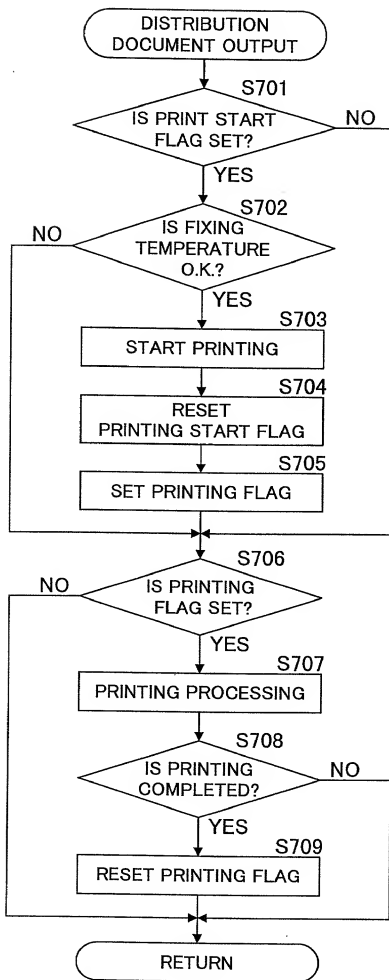 DISTRIBUTION
DOCUMENT OUTPUT
S701
IS PRINT START
FLAG SET?
NO
YES
S702
NO
IS FIXING
TEMPERATURE
O.K.?
YES
S703
START PRINTING
S704
RESET
PRINTING START FLAG
S705
SET PRINTING FLAG
S706
NO
IS PRINTING
FLAG SET?
YES
S707
PRINTING PROCESSING
S708
IS PRINTING
COMPLETED?
NO
YES
S709
RESET PRINTING FLAG
RETURN